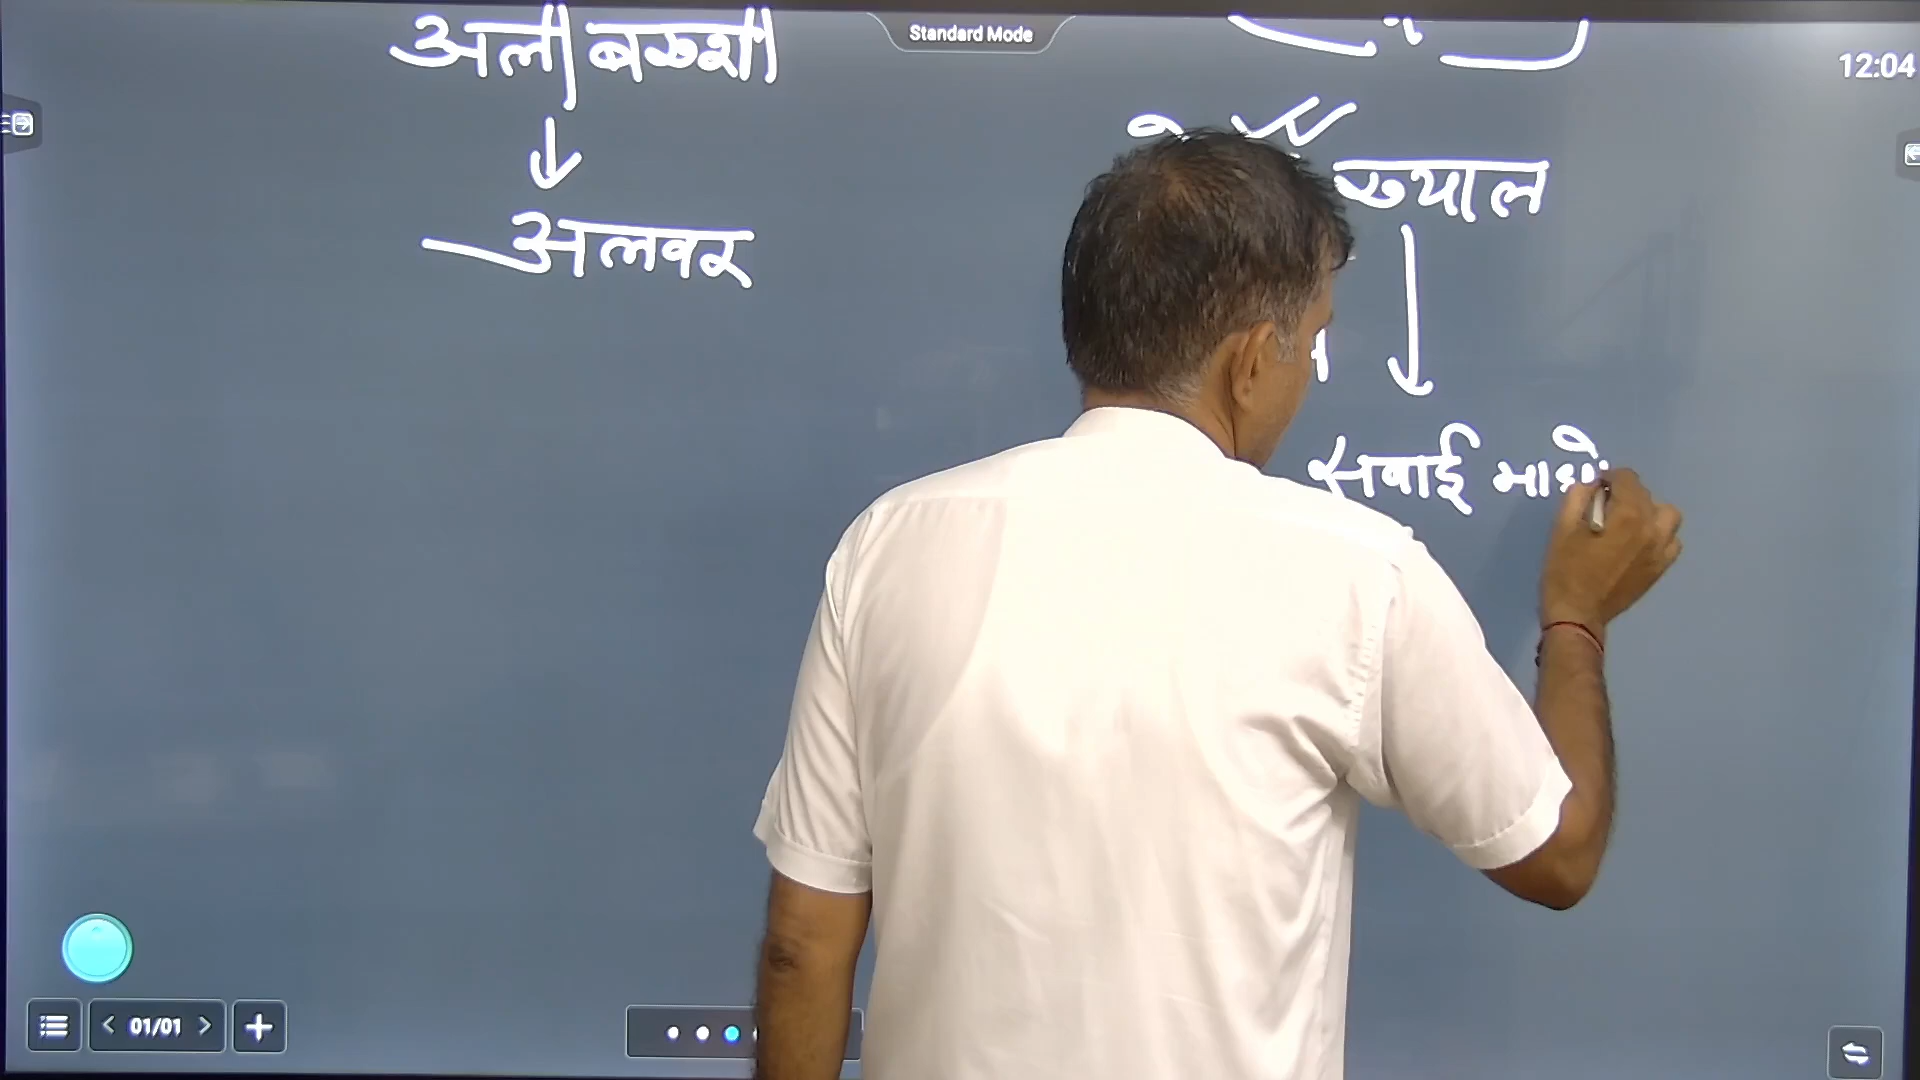 Standard Mode
12:04
अली बख्शी
ख्याल
अलवर
सवाई माधो
01/01